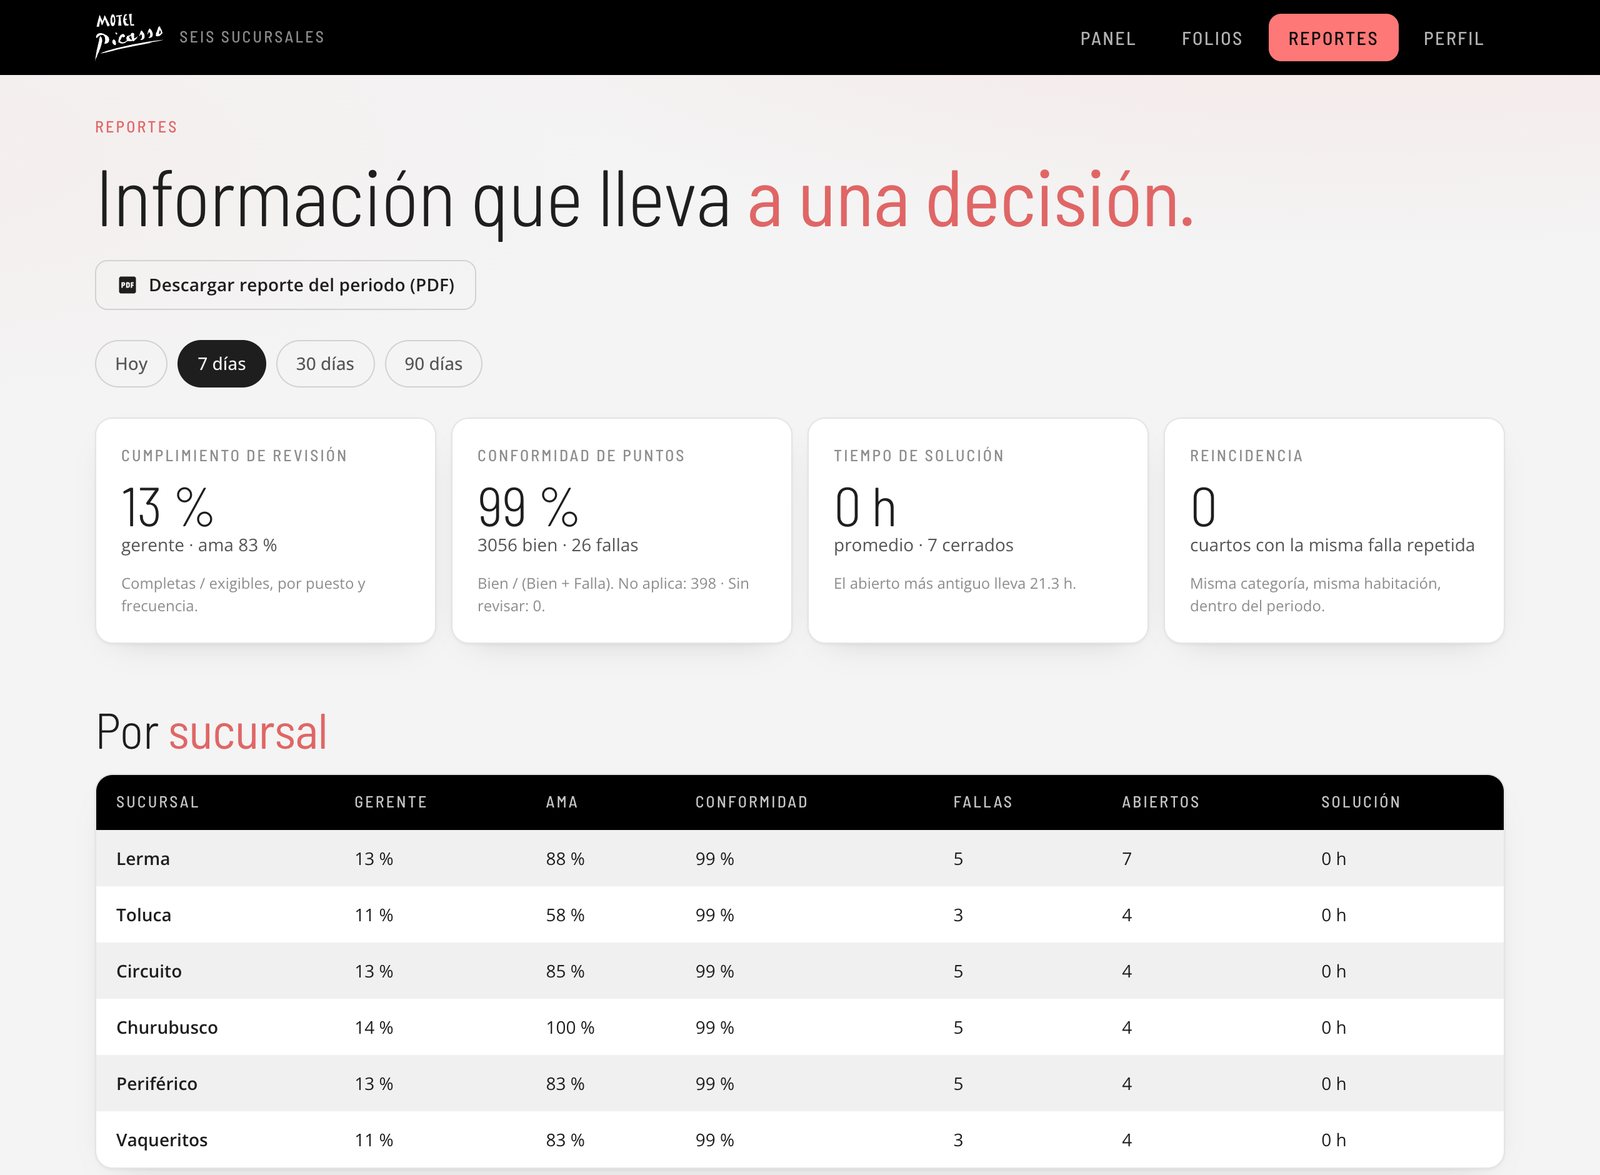 MOTEL
Picasso
SEIS SUCURSALES
PANEL
FOLIOS
REPORTES
PERFIL
REPORTES
Información que lleva a una decisión.
PDF Descargar reporte del periodo (PDF)
Hoy
7 días
30 días
90 días
CUMPLIMIENTO DE REVISIÓN
13 %
gerente · ama 83 %
Completas / exigibles, por puesto y
frecuencia.
CONFORMIDAD DE PUNTOS
99 %
3056 bien · 26 fallas
Bien / (Bien + Falla). No aplica: 398 · Sin
revisar: 0.
TIEMPO DE SOLUCIÓN
0 h
promedio · 7 cerrados
El abierto más antiguo lleva 21.3 h.
REINCIDENCIA
0
cuartos con la misma falla repetida
Misma categoría, misma habitación,
dentro del periodo.
Por sucursal
SUCURSAL GERENTE AMA CONFORMIDAD FALLAS ABIERTOS SOLUCIÓN
Lerma 13 % 88 % 99 % 5 7 0 h
Toluca 11 % 58 % 99 % 3 4 0 h
Circuito 13 % 85 % 99 % 5 4 0 h
Churubusco 14 % 100 % 99 % 5 4 0 h
Periférico 13 % 83 % 99 % 5 4 0 h
Vaqueritos 11 % 83 % 99 % 3 4 0 h